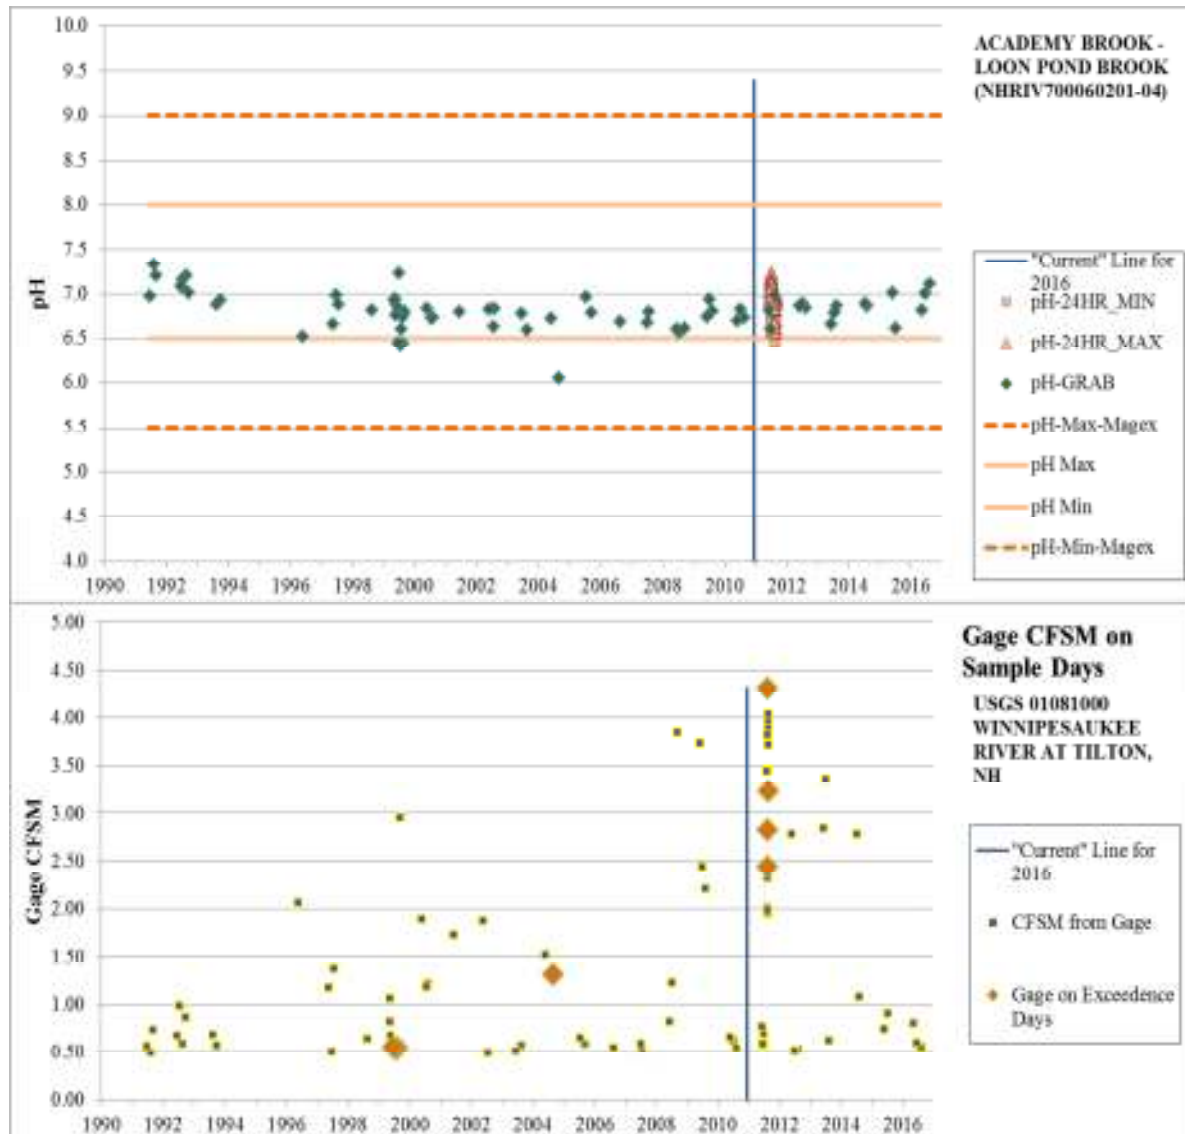 10.0
9.5
9.0
8.5
8.0
7.5
7.0
6.5
6.0
5.5
5.0
4.5
4.0
pH
1990 1992 1994 1996 1998 2000 2002 2004 2006 2008 2010 2012 2014 2016
ACADEMY BROOK -
LOON POND BROOK
(NHRIV700060201-04)
"Current" Line for
2016
pH-24HR_MIN
pH-24HR_MAX
pH-GRAB
pH-Max-Magex
pH Max
pH Min
pH-Min-Magex
5.00
4.50
4.00
3.50
3.00
2.50
2.00
1.50
1.00
0.50
0.00
Gage CFSM
1990 1992 1994 1996 1998 2000 2002 2004 2006 2008 2010 2012 2014 2016
Gage CFSM on
Sample Days
USGS 01081000
WINNIPESAUKEE
RIVER AT TILTON,
NH
"Current" Line for
2016
CFSM from Gage
Gage on Exceedence
Days